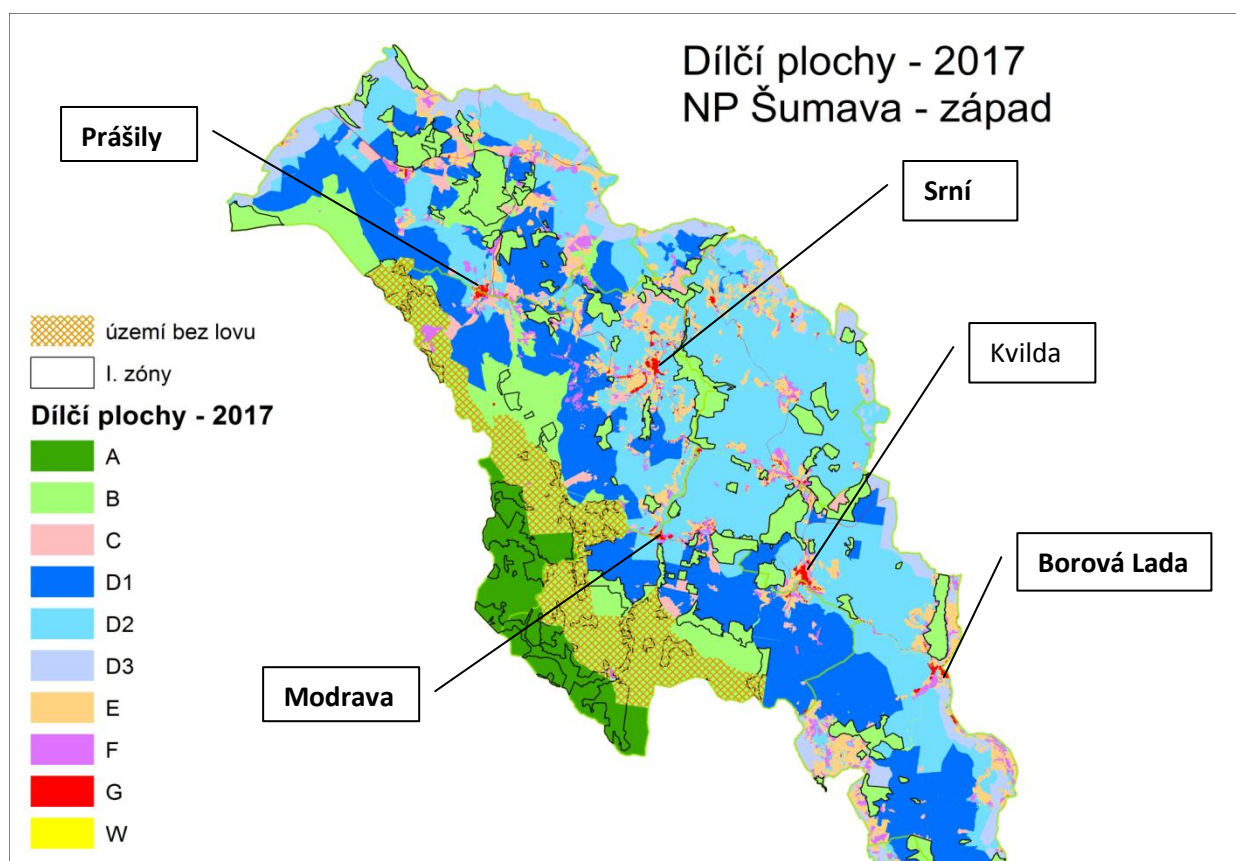 Dílčí plochy - 2017
NP Šumava - západ
Prášily
Srní
Kvilda
Borová Lada
Modrava
území bez lovu
I. zóny
Dílčí plochy - 2017
A
B
C
D1
D2
D3
E
F
G
W